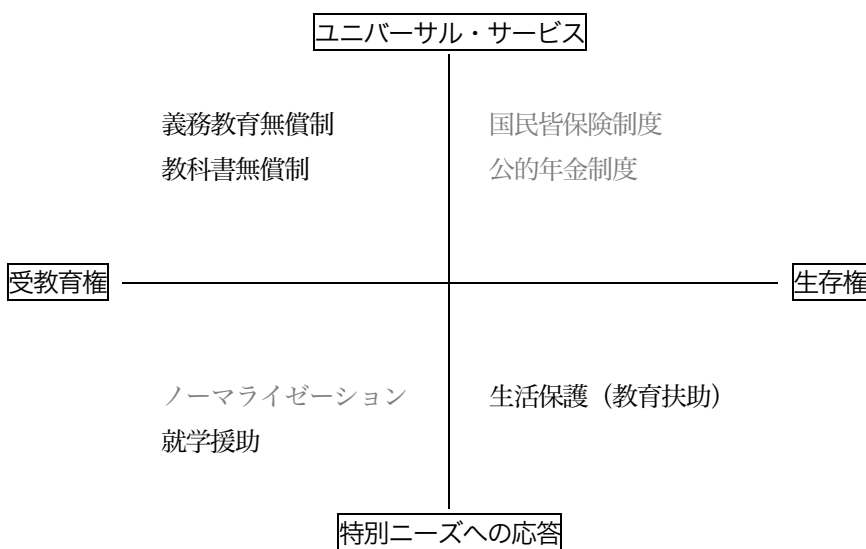 ユニバーサル・サービス
義務教育無償制
国民皆保険制度
教科書無償制
公的年金制度
受教育権
生存権
ノーマライゼーション
生活保護（教育扶助）
就学援助
特別ニーズへの応答